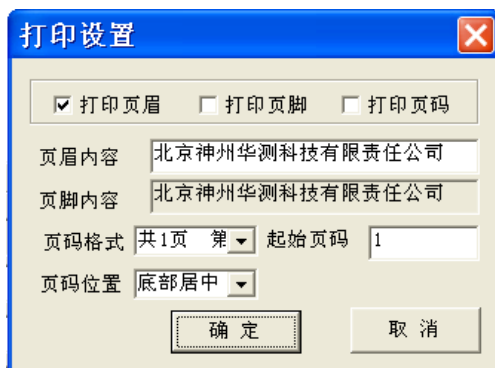 打印设置
打印页眉 打印页脚 打印页码
页眉内容 北京神州华测科技有限责任公司
页脚内容 北京神州华测科技有限责任公司
页码格式 共1页 第 起始页码 1
页码位置 底部居中
确定 取消